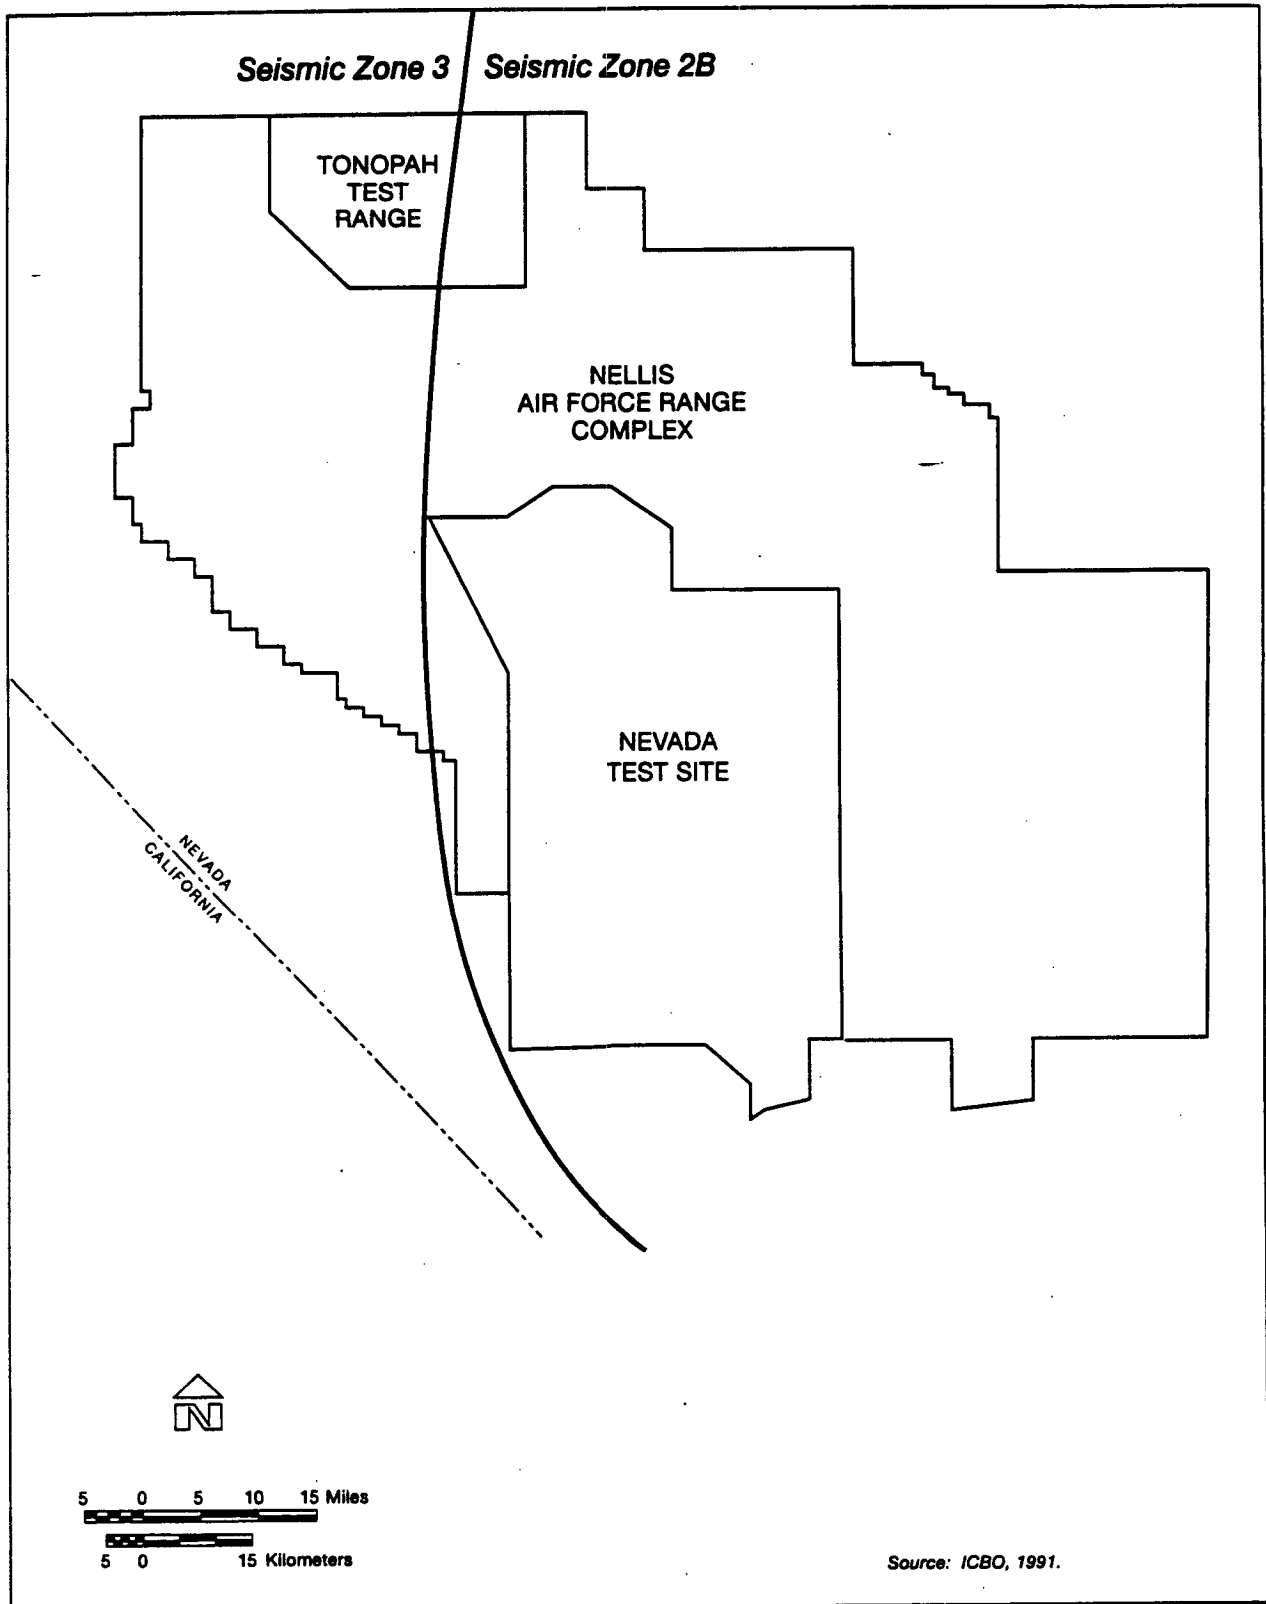 Seismic Zone 3 Seismic Zone 2B
TONOPAH
TEST
RANGE
NELLIS
AIR FORCE RANGE
COMPLEX
NEVADA
TEST SITE
NEVADA
CALIFORNIA
N
5 0 5 10 15 Miles
5 0 15 Kilometers
Source: ICBO, 1991.